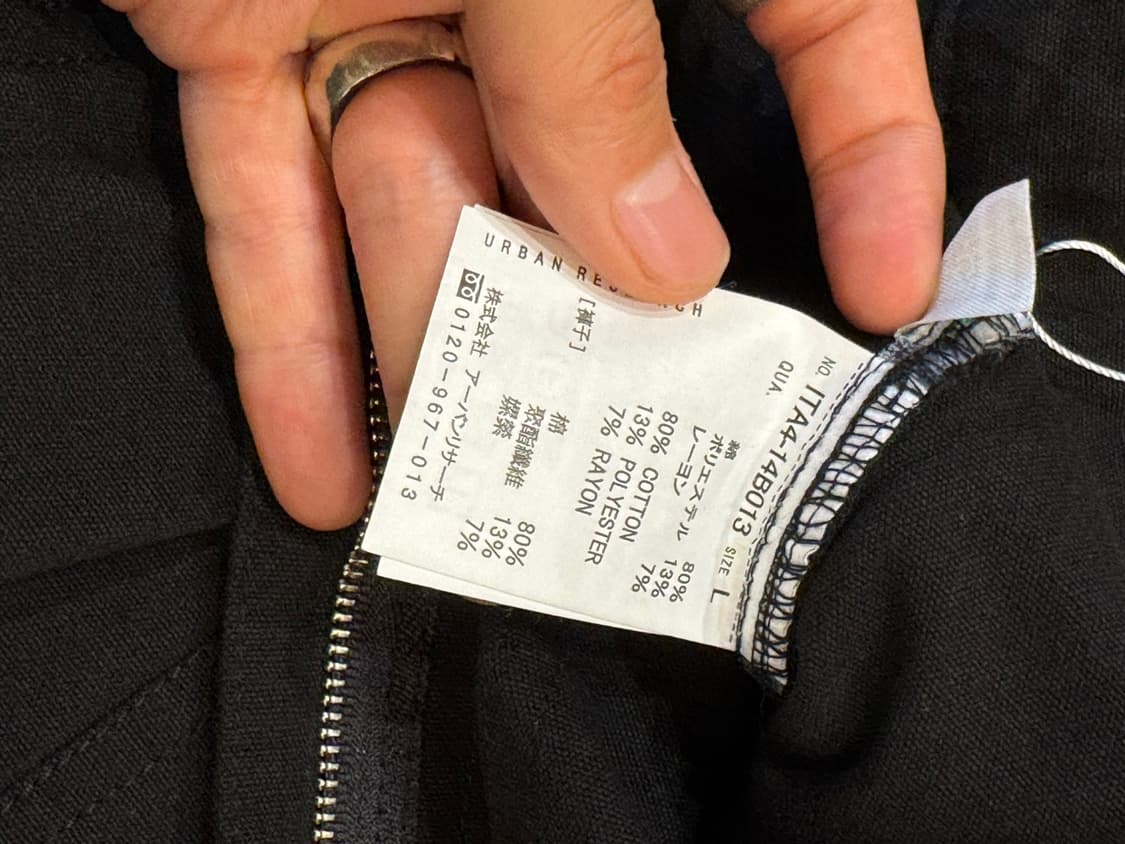 NO. ITA4-14B013 SIZE L
QUA.
綿 80%
ポリエステル 13%
レーヨン 7%
80% COTTON
13% POLYESTER
7% RAYON
[褲子]
棉 80%
聚酯纖維 13%
嫘縈 7%
株式会社 アーバンリサーチ
0120-967-013
URBAN RESEARCH